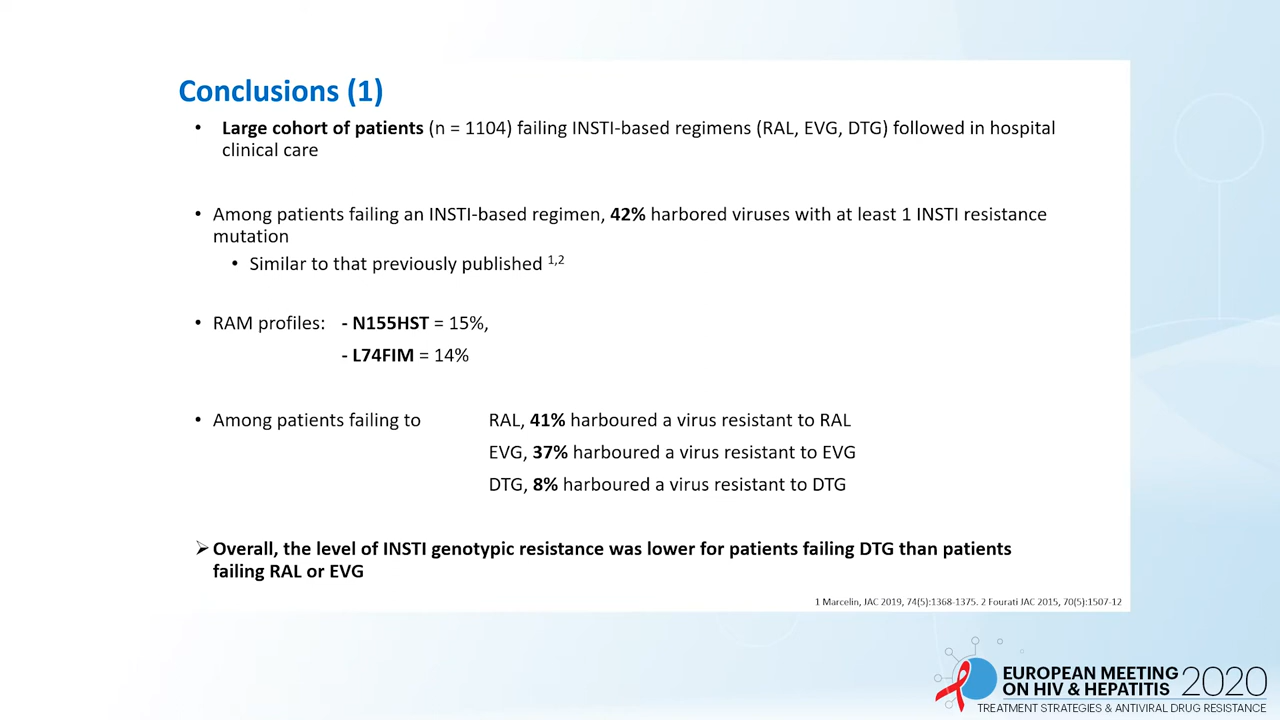 Conclusions (1)
• Large cohort of patients (n = 1104) failing INSTI-based regimens (RAL, EVG, DTG) followed in hospital
clinical care
• Among patients failing an INSTI-based regimen, 42% harbored viruses with at least 1 INSTI resistance
mutation
• Similar to that previously published 1,2
• RAM profiles: - N155HST = 15%,
- L74FIM = 14%
• Among patients failing to RAL, 41% harboured a virus resistant to RAL
EVG, 37% harboured a virus resistant to EVG
DTG, 8% harboured a virus resistant to DTG
➢ Overall, the level of INSTI genotypic resistance was lower for patients failing DTG than patients
failing RAL or EVG
1 Marcelin, JAC 2019, 74(5):1368-1375. 2 Fourati JAC 2015, 70(5):1507-12
EUROPEAN MEETING
ON HIV & HEPATITIS 2020
TREATMENT STRATEGIES & ANTIVIRAL DRUG RESISTANCE